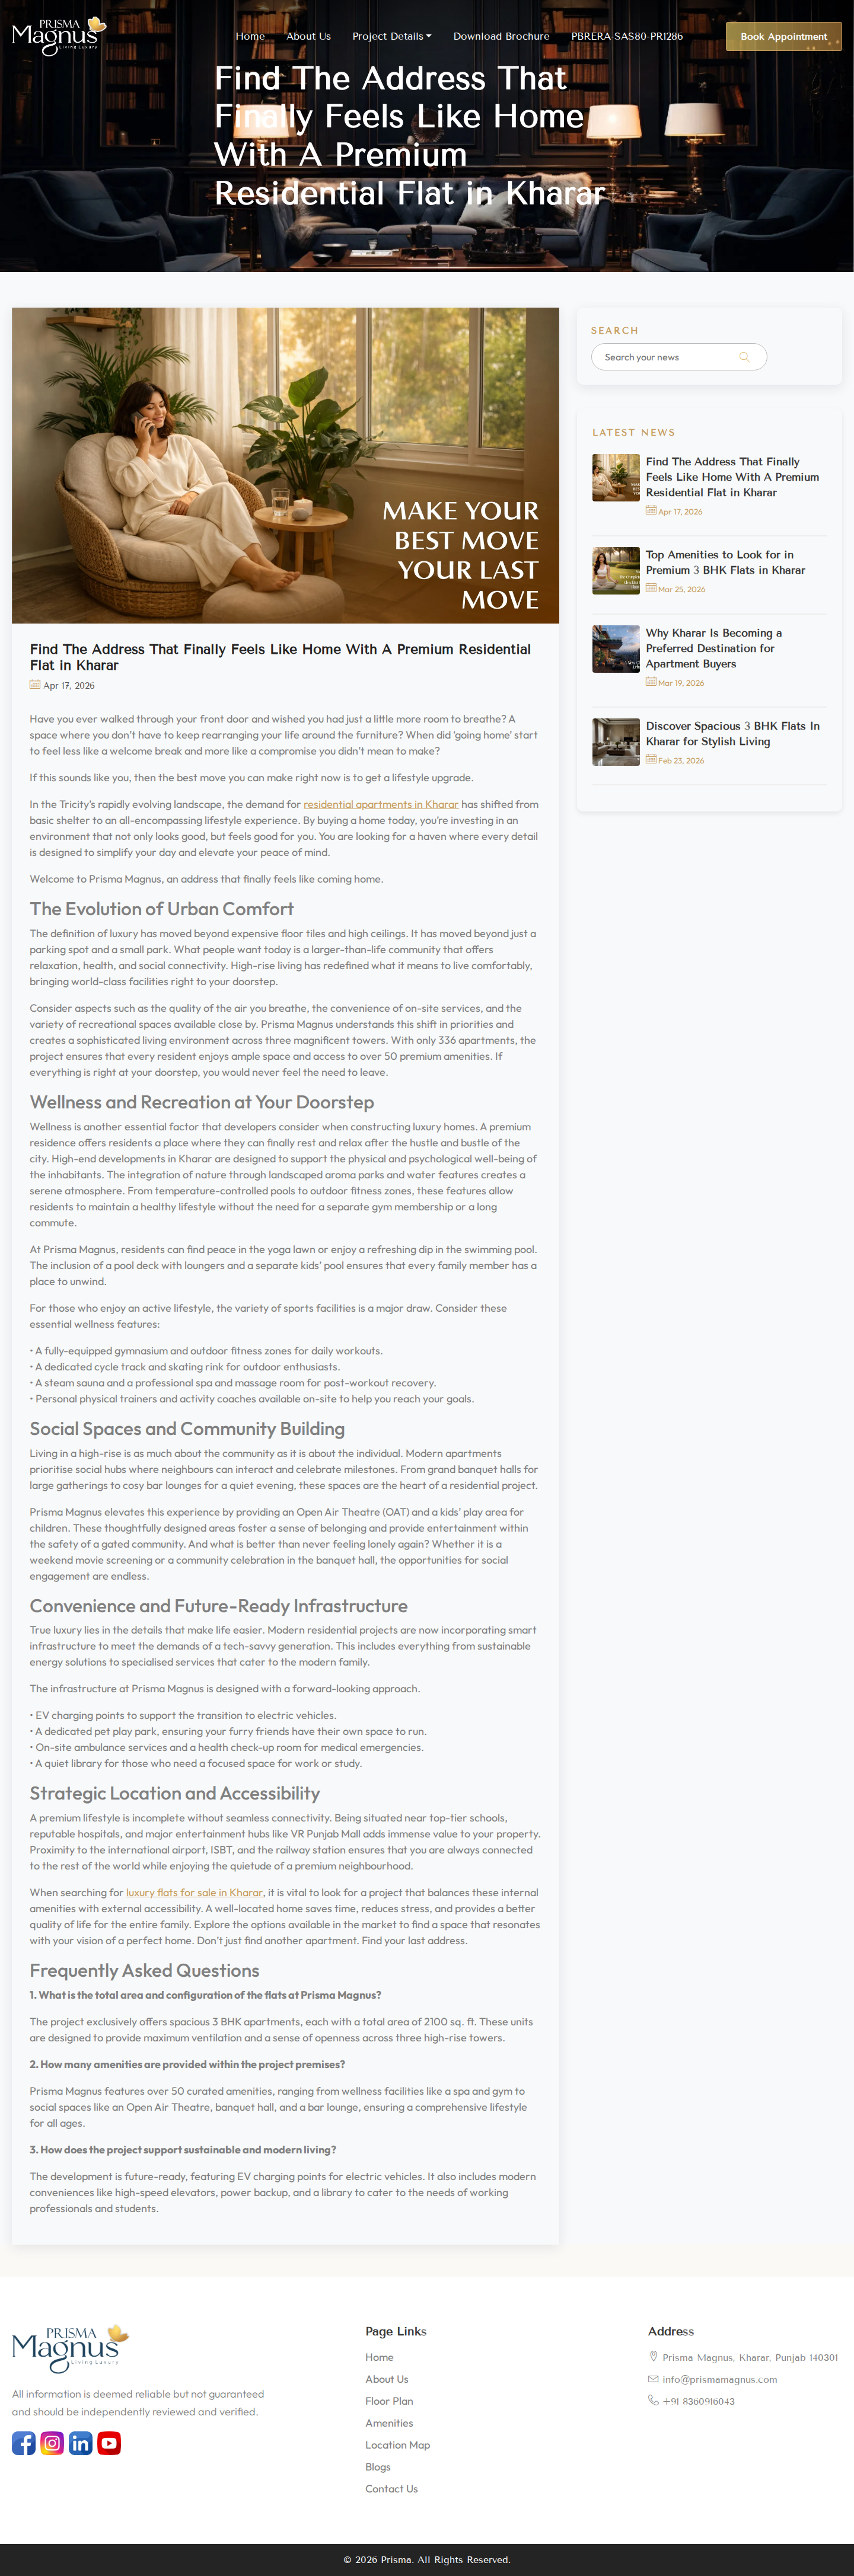 PRISMA
Magnus
Living Luxury
Home
About Us
Project Details
Download Brochure
PBRERA-SAS80-PR1286
Book Appointment
Find The Address That
Finally Feels Like Home
With A Premium
Residential Flat in Kharar
MAKE YOUR
BEST MOVE
YOUR LAST
MOVE
Find The Address That Finally Feels Like Home With A Premium Residential
Flat in Kharar
Apr 17, 2026
Have you ever walked through your front door and wished you had just a little more room to breathe? A
space where you don’t have to keep rearranging your life around the furniture? When did ‘going home’ start
to feel less like a welcome break and more like a compromise you didn’t mean to make?
If this sounds like you, then the best move you can make right now is to get a lifestyle upgrade.
In the Tricity’s rapidly evolving landscape, the demand for residential apartments in Kharar has shifted from
basic shelter to an all-encompassing lifestyle experience. By buying a home today, you’re investing in an
environment that not only looks good, but feels good for you. You are looking for a haven where every detail
is designed to simplify your day and elevate your peace of mind.
Welcome to Prisma Magnus, an address that finally feels like coming home.
The Evolution of Urban Comfort
The definition of luxury has moved beyond expensive floor tiles and high ceilings. It has moved beyond just a
parking spot and a small park. What people want today is a larger-than-life community that offers
relaxation, health, and social connectivity. High-rise living has redefined what it means to live comfortably,
bringing world-class facilities right to your doorstep.
Consider aspects such as the quality of the air you breathe, the convenience of on-site services, and the
variety of recreational spaces available close by. Prisma Magnus understands this shift in priorities and
creates a sophisticated living environment across three magnificent towers. With only 336 apartments, the
project ensures that every resident enjoys ample space and access to over 50 premium amenities. If
everything is right at your doorstep, you would never feel the need to leave.
Wellness and Recreation at Your Doorstep
Wellness is another essential factor that developers consider when constructing luxury homes. A premium
residence offers residents a place where they can finally rest and relax after the hustle and bustle of the
city. High-end developments in Kharar are designed to support the physical and psychological well-being of
the inhabitants. The integration of nature through landscaped aroma parks and water features creates a
serene atmosphere. From temperature-controlled pools to outdoor fitness zones, these features allow
residents to maintain a healthy lifestyle without the need for a separate gym membership or a long
commute.
At Prisma Magnus, residents can find peace in the yoga lawn or enjoy a refreshing dip in the swimming pool.
The inclusion of a pool deck with loungers and a separate kids’ pool ensures that every family member has a
place to unwind.
For those who enjoy an active lifestyle, the variety of sports facilities is a major draw. Consider these
essential wellness features:
• A fully-equipped gymnasium and outdoor fitness zones for daily workouts.
• A dedicated cycle track and skating rink for outdoor enthusiasts.
• A steam sauna and a professional spa and massage room for post-workout recovery.
• Personal physical trainers and activity coaches available on-site to help you reach your goals.
Social Spaces and Community Building
Living in a high-rise is as much about the community as it is about the individual. Modern apartments
prioritise social hubs where neighbours can interact and celebrate milestones. From grand banquet halls for
large gatherings to cosy bar lounges for a quiet evening, these spaces are the heart of a residential project.
Prisma Magnus elevates this experience by providing an Open Air Theatre (OAT) and a kids’ play area for
children. These thoughtfully designed areas foster a sense of belonging and provide entertainment within
the safety of a gated community. And what is better than never feeling lonely again? Whether it is a
weekend movie screening or a community celebration in the banquet hall, the opportunities for social
engagement are endless.
Convenience and Future-Ready Infrastructure
True luxury lies in the details that make life easier. Modern residential projects are now incorporating smart
infrastructure to meet the demands of a tech-savvy generation. This includes everything from sustainable
energy solutions to specialised services that cater to the modern family.
The infrastructure at Prisma Magnus is designed with a forward-looking approach.
• EV charging points to support the transition to electric vehicles.
• A dedicated pet play park, ensuring your furry friends have their own space to run.
• On-site ambulance services and a health check-up room for medical emergencies.
• A quiet library for those who need a focused space for work or study.
Strategic Location and Accessibility
A premium lifestyle is incomplete without seamless connectivity. Being situated near top-tier schools,
reputable hospitals, and major entertainment hubs like VR Punjab Mall adds immense value to your property.
Proximity to the international airport, ISBT, and the railway station ensures that you are always connected
to the rest of the world while enjoying the quietude of a premium neighbourhood.
When searching for luxury flats for sale in Kharar, it is vital to look for a project that balances these internal
amenities with external accessibility. A well-located home saves time, reduces stress, and provides a better
quality of life for the entire family. Explore the options available in the market to find a space that resonates
with your vision of a perfect home. Don’t just find another apartment. Find your last address.
Frequently Asked Questions
1. What is the total area and configuration of the flats at Prisma Magnus?
The project exclusively offers spacious 3 BHK apartments, each with a total area of 2100 sq. ft. These units
are designed to provide maximum ventilation and a sense of openness across three high-rise towers.
2. How many amenities are provided within the project premises?
Prisma Magnus features over 50 curated amenities, ranging from wellness facilities like a spa and gym to
social spaces like an Open Air Theatre, banquet hall, and a bar lounge, ensuring a comprehensive lifestyle
for all ages.
3. How does the project support sustainable and modern living?
The development is future-ready, featuring EV charging points for electric vehicles. It also includes modern
conveniences like high-speed elevators, power backup, and a library to cater to the needs of working
professionals and students.
SEARCH
Search your news
LATEST NEWS
Find The Address That Finally
Feels Like Home With A Premium
Residential Flat in Kharar
Apr 17, 2026
Top Amenities to Look for in
Premium 3 BHK Flats in Kharar
Mar 25, 2026
Why Kharar Is Becoming a
Preferred Destination for
Apartment Buyers
Mar 19, 2026
Discover Spacious 3 BHK Flats In
Kharar for Stylish Living
Feb 23, 2026
PRISMA
Magnus
Living Luxury
All information is deemed reliable but not guaranteed
and should be independently reviewed and verified.
Page Links
Home
About Us
Floor Plan
Amenities
Location Map
Blogs
Contact Us
Address
Prisma Magnus, Kharar, Punjab 140301
info@prismamagnus.com
+91 8360916043
© 2026 Prisma. All Rights Reserved.